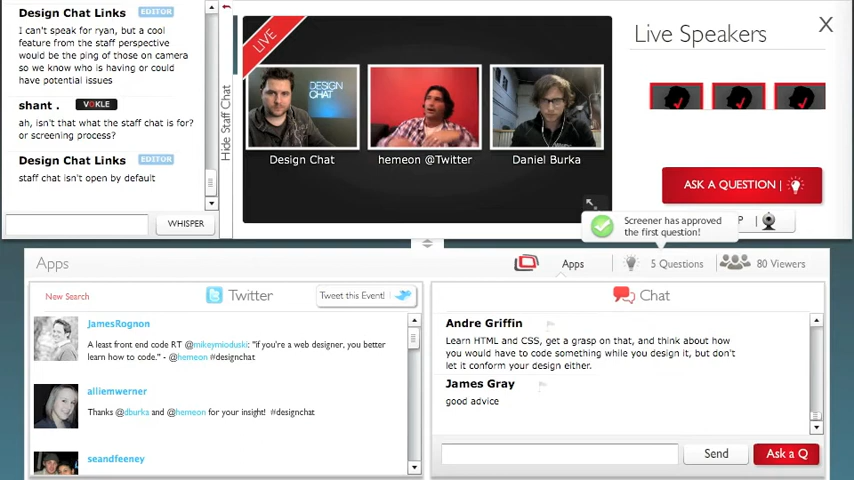 Design Chat Links EDITOR
I can't speak for ryan, but a cool
feature from the staff perspective
would be the ping of those on camera
so we know who is having or could
have potential issues
shant . VOKLE
ah, isn't that what the staff chat is for?
or screening process?
Design Chat Links EDITOR
staff chat isn't open by default
WHISPER
Hide Staff Chat
LIVE
DESIGN
CHAT
Design Chat
hemeon @Twitter
Daniel Burka
Live Speakers
X
ASK A QUESTION |
P |
Screener has approved
the first question!
Apps
Apps
5 Questions
80 Viewers
New Search
Twitter
Tweet this Event!
JamesRognon
A least front end code RT @mikeymioduski: "if you're a web designer, you better
learn how to code." - @hemeon #designchat
alliemwerner
Thanks @dburka and @hemeon for your insight! #designchat
seandfeeney
Chat
Andre Griffin
Learn HTML and CSS, get a grasp on that, and think about how
you would have to code something while you design it, but don't
let it conform your design either.
James Gray
good advice
Send
Ask a Q